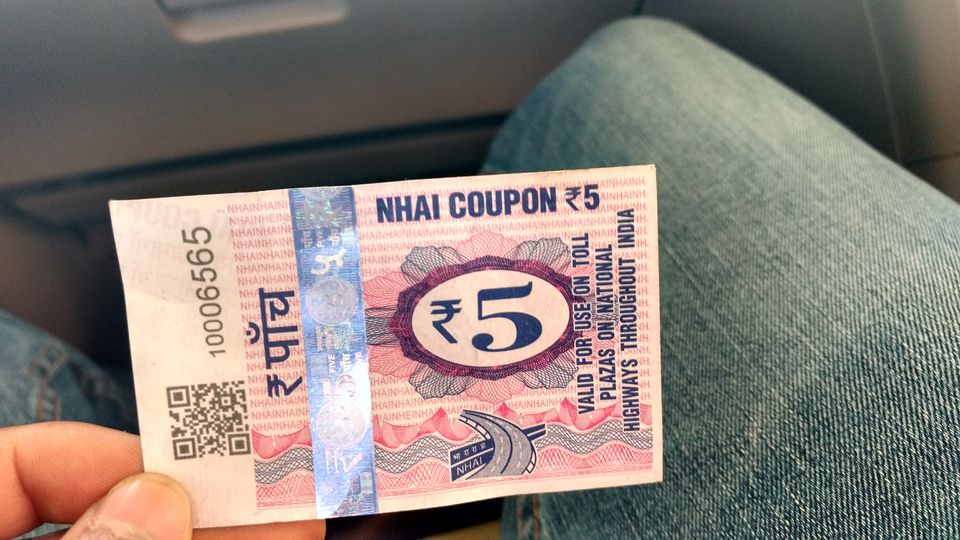 NHAI COUPON ₹5
₹5
VALID FOR USE ON TOLL
PLAZAS ON NATIONAL
HIGHWAYS THROUGHOUT INDIA
₹ पाँच
10006565
भा रा रा प्रा
NHAI